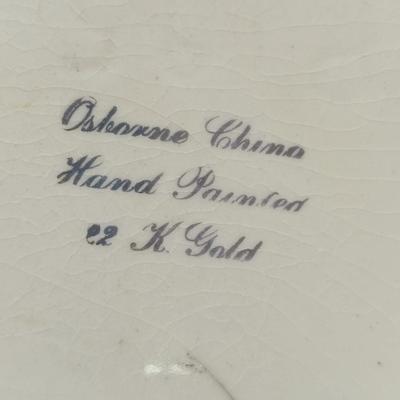 Osborne China
Hand Painted
22 K. Gold